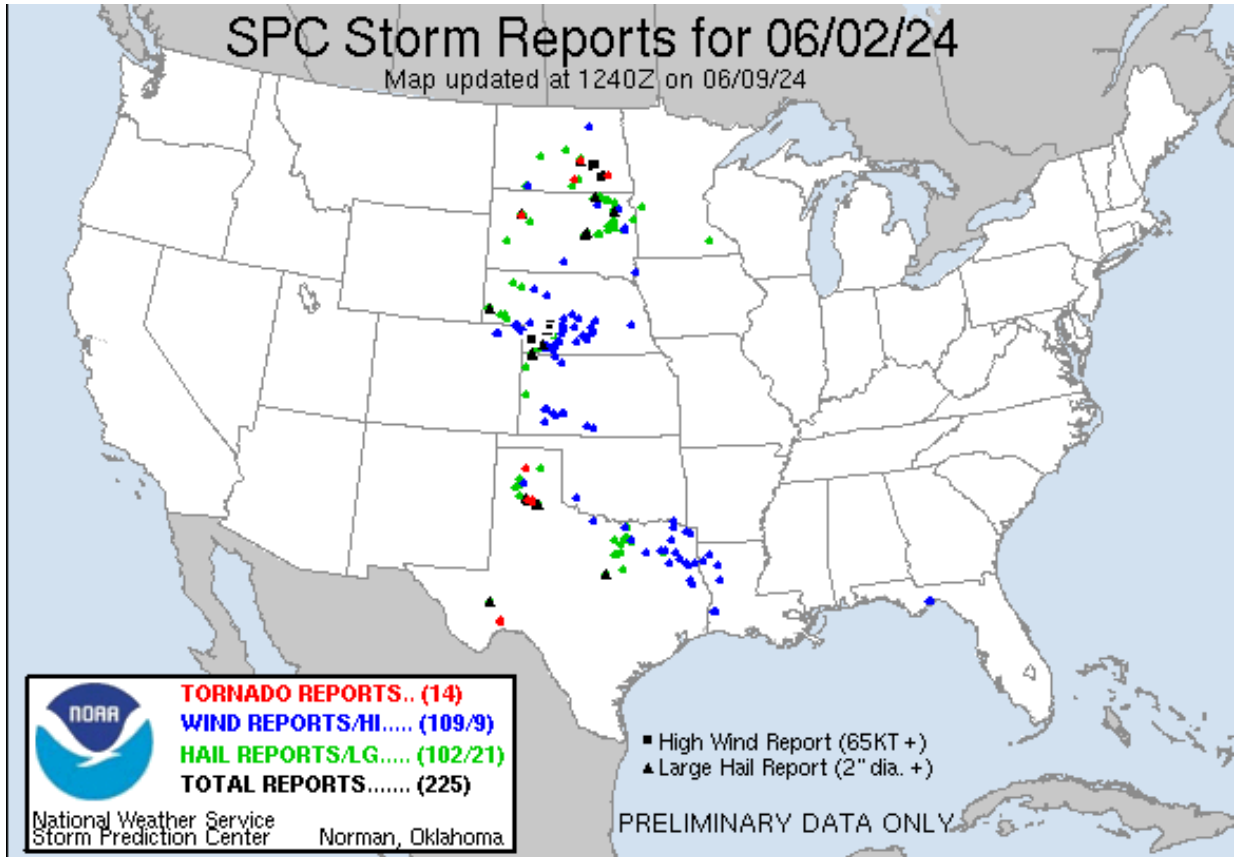 SPC Storm Reports for 06/02/24
Map updated at 1240Z on 06/09/24
NOAA
TORNADO REPORTS.. (14)
WIND REPORTS/HI..... (109/9)
HAIL REPORTS/LG..... (102/21)
TOTAL REPORTS....... (225)
National Weather Service
Storm Prediction Center Norman, Oklahoma
High Wind Report (65KT +)
Large Hail Report (2" dia. +)
PRELIMINARY DATA ONLY